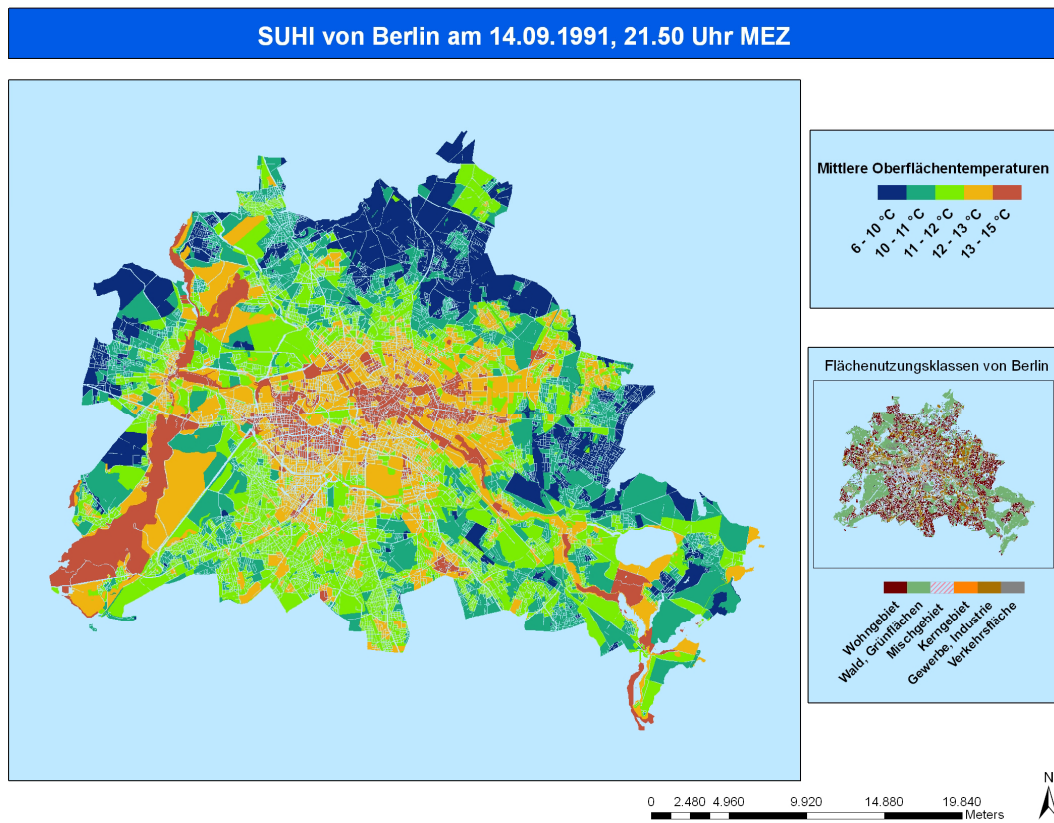 SUHI von Berlin am 14.09.1991, 21.50 Uhr MEZ
Mittlere Oberflächentemperaturen
6 - 10 °C
10 - 11 °C
11 - 12 °C
12 - 13 °C
13 - 15 °C
Flächenutzungsklassen von Berlin
Wohngebiet
Wald, Grünflächen
Mischgebiet
Kerngebiet
Gewerbe, Industrie
Verkehrsfläche
N
0 2.480 4.960 9.920 14.880 19.840
Meters